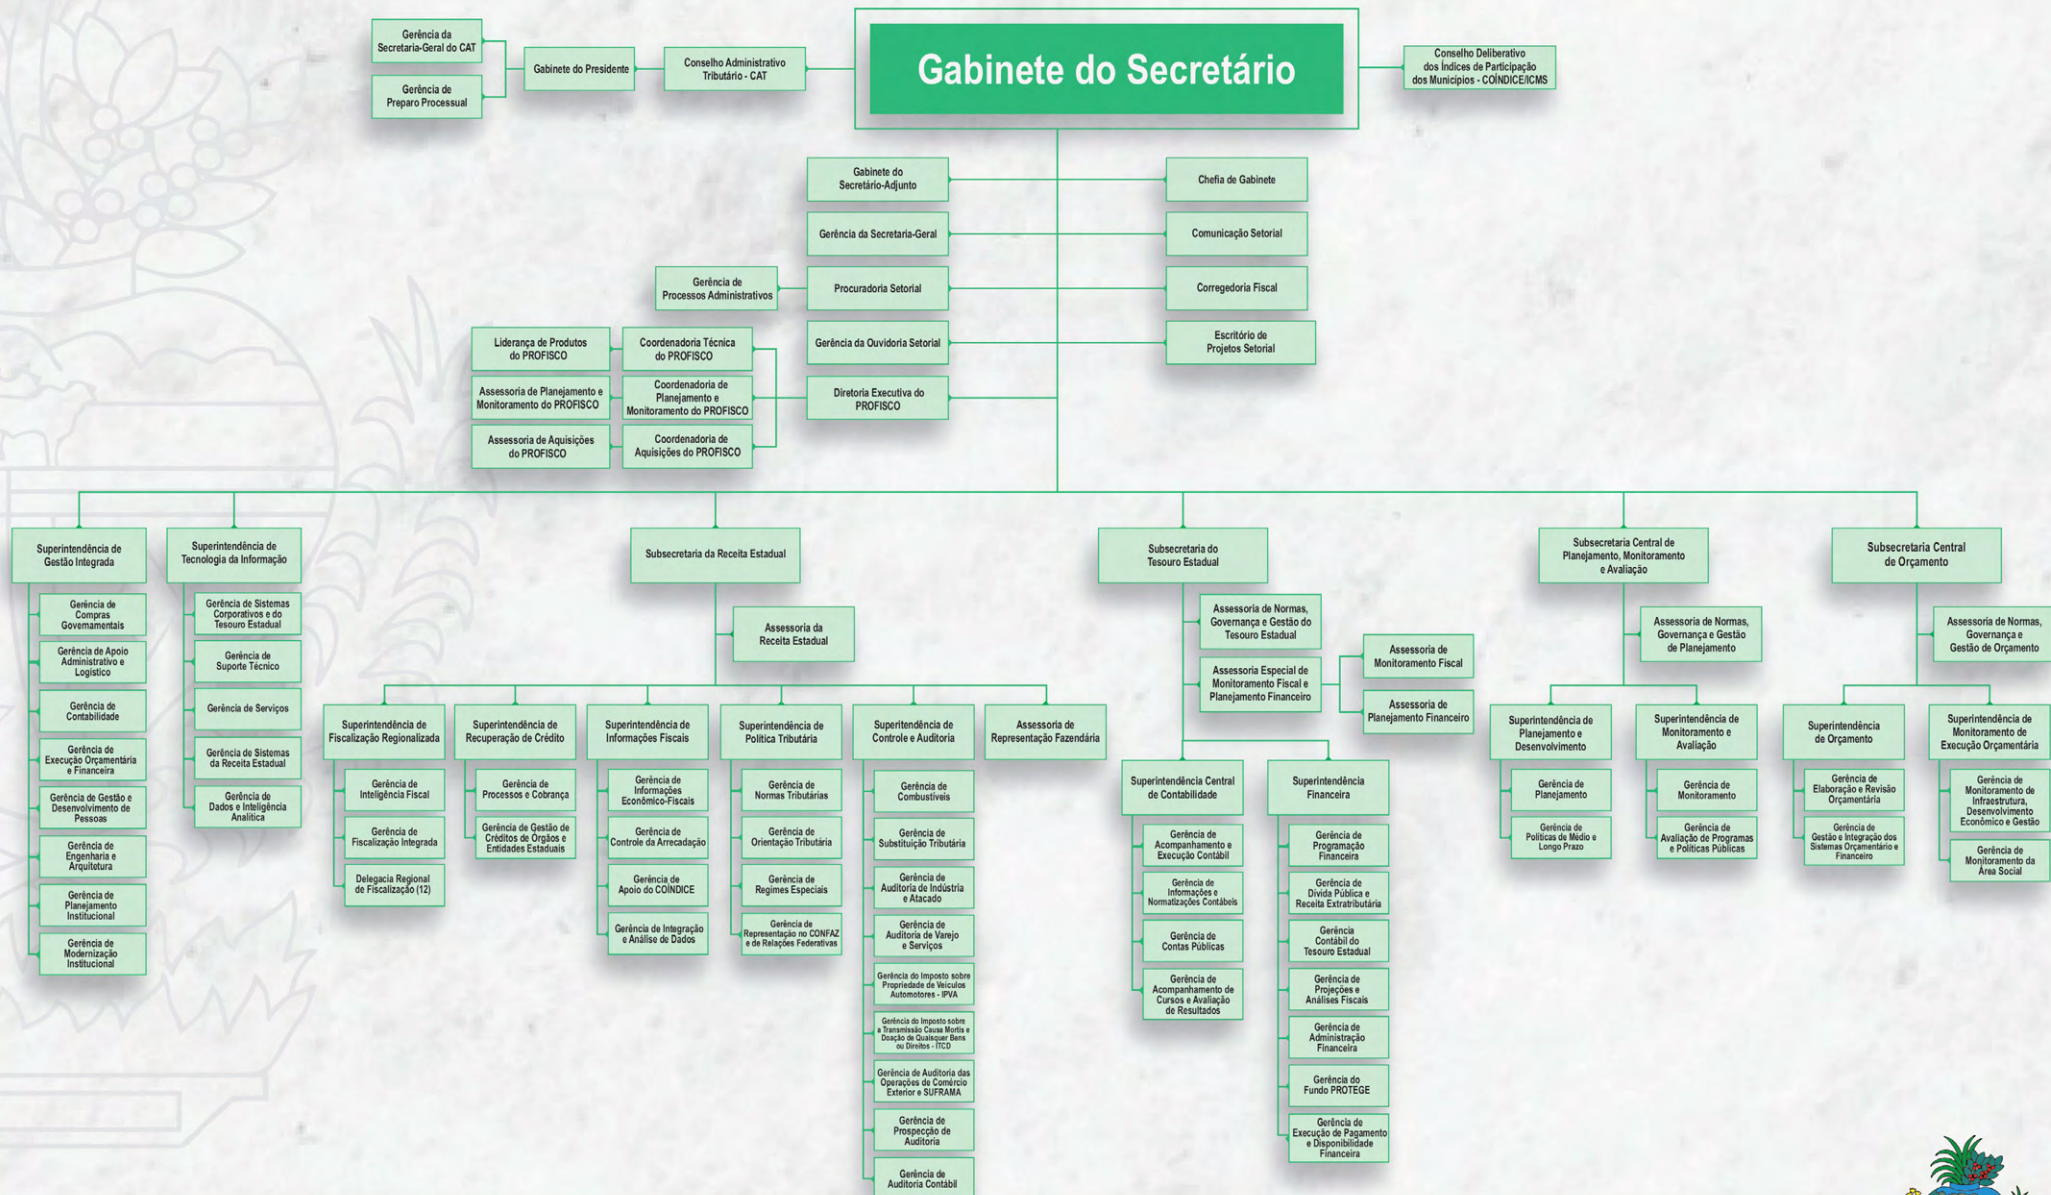 Gerência da
Secretaria-Geral do CAT
Gerência de
Preparo Processual
Gabinete do Presidente
Conselho Administrativo
Tributário - CAT
Gabinete do Secretário
Conselho Deliberativo
dos Índices de Participação
dos Municípios - COÍNDICE/ICMS
Gabinete do
Secretário-Adjunto
Chefia de Gabinete
Gerência da Secretaria-Geral
Comunicação Setorial
Gerência de
Processos Administrativos
Procuradoria Setorial
Corregedoria Fiscal
Gerência da Ouvidoria Setorial
Escritório de
Projetos Setorial
Liderança de Produtos
do PROFISCO
Coordenadoria Técnica
do PROFISCO
Assessoria de Planejamento e
Monitoramento do PROFISCO
Coordenadoria de
Planejamento e
Monitoramento do PROFISCO
Diretoria Executiva do
PROFISCO
Assessoria de Aquisições
do PROFISCO
Coordenadoria de
Aquisições do PROFISCO
Superintendência de
Gestão Integrada
Gerência de
Compras
Governamentais
Gerência de Apoio
Administrativo e
Logístico
Gerência de
Contabilidade
Gerência de
Execução Orçamentária
e Financeira
Gerência de Gestão e
Desenvolvimento de
Pessoas
Gerência de
Engenharia e
Arquitetura
Gerência de
Planejamento
Institucional
Gerência de
Modernização
Institucional
Superintendência de
Tecnologia da Informação
Gerência de Sistemas
Corporativos e do
Tesouro Estadual
Gerência de
Suporte Técnico
Gerência de Serviços
Gerência de Sistemas
da Receita Estadual
Gerência de
Dados e Inteligência
Analítica
Subsecretaria da Receita Estadual
Assessoria da
Receita Estadual
Superintendência de
Fiscalização Regionalizada
Gerência de
Inteligência Fiscal
Gerência de
Fiscalização Integrada
Delegacia Regional
de Fiscalização (12)
Superintendência de
Recuperação de Crédito
Gerência de
Processos e Cobrança
Gerência de Gestão de
Créditos de Órgãos e
Entidades Estaduais
Superintendência de
Informações Fiscais
Gerência de
Informações
Econômico-Fiscais
Gerência de
Controle da Arrecadação
Gerência de
Apoio do COÍNDICE
Gerência de Integração
e Análise de Dados
Superintendência de
Política Tributária
Gerência de
Normas Tributárias
Gerência de
Orientação Tributária
Gerência de
Regimes Especiais
Gerência de
Representação no CONFAZ
e de Relações Federativas
Superitendência de
Controle e Auditoria
Gerência de
Combustíveis
Gerência de
Substituição Tributária
Gerência de
Auditoria de Indústria
e Atacado
Gerência de
Auditoria de Varejo
e Serviços
Gerência do Imposto sobre
Propriedade de Veículos
Automotores - IPVA
Gerência do Imposto sobre
a Transmissão Causa Mortis e
Doação de Quaisquer Bens
ou Direitos - ITCD
Gerência de Auditoria das
Operações de Comércio
Exterior e SUFRAMA
Gerência de
Prospecção de
Auditoria
Gerência de
Auditoria Contábil
Assessoria de
Representação Fazendária
Subsecretaria do
Tesouro Estadual
Assessoria de Normas,
Governança e Gestão do
Tesouro Estadual
Assessoria Especial de
Monitoramento Fiscal e
Planejamento Financeiro
Assessoria de
Monitoramento Fiscal
Assessoria de
Planejamento Financeiro
Superintendência Central
de Contabilidade
Gerência de
Acompanhamento e
Execução Contábil
Gerência de
Informações e
Normatizações Contábeis
Gerência de
Contas Públicas
Gerência de
Acompanhamento de
Cursos e Avaliação
de Resultados
Superintendência
Financeira
Gerência de
Programação
Financeira
Gerência de
Dívida Pública e
Receita Extratributária
Gerência
Contábil do
Tesouro Estadual
Gerência de
Projeções e
Análises Fiscais
Gerência de
Administração
Financeira
Gerência do
Fundo PROTEGE
Gerência de
Execução de Pagamento
e Disponibilidade
Financeira
Subsecretaria Central de
Planejamento, Monitoramento
e Avaliação
Assessoria de Normas,
Governança e Gestão
de Planejamento
Superintendência de
Planejamento e
Desenvolvimento
Gerência de
Planejamento
Gerência de
Políticas de Médio e
Longo Prazo
Superintendência de
Monitoramento e
Avaliação
Gerência de
Monitoramento
Gerência de
Avaliação de Programas
e Políticas Públicas
Subsecretaria Central
de Orçamento
Assessoria de Normas,
Governança e
Gestão de Orçamento
Superintendência
de Orçamento
Gerência de
Elaboração e Revisão
Orçamentária
Gerência de
Gestão e Integração dos
Sistemas Orçamentário e
Financeiro
Superintendência de
Monitoramento de
Execução Orçamentária
Gerência de
Monitoramento de
Infraestrutura,
Desenvolvimento
Econômico e Gestão
Gerência de
Monitoramento da
Área Social